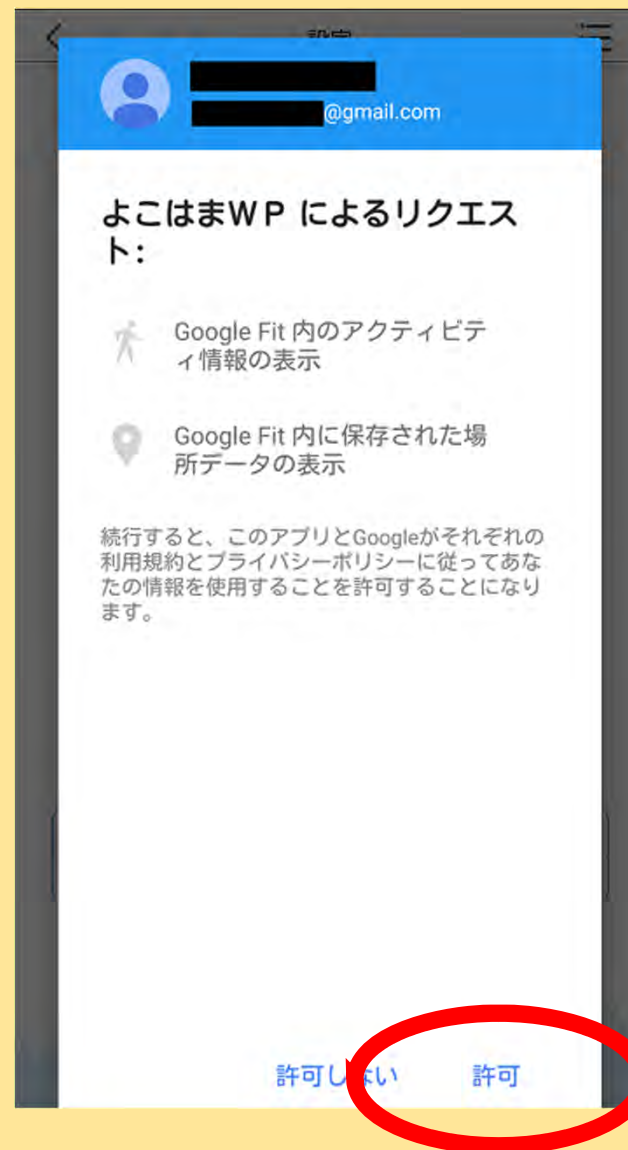 設定
@gmail.com
よこはまWP によるリクエス
ト:
Google Fit 内のアクティビテ
ィ情報の表示
Google Fit 内に保存された場
所データの表示
続行すると、このアプリとGoogleがそれぞれの
利用規約とプライバシーポリシーに従ってあな
たの情報を使用することを許可することになり
ます。
許可しない 許可